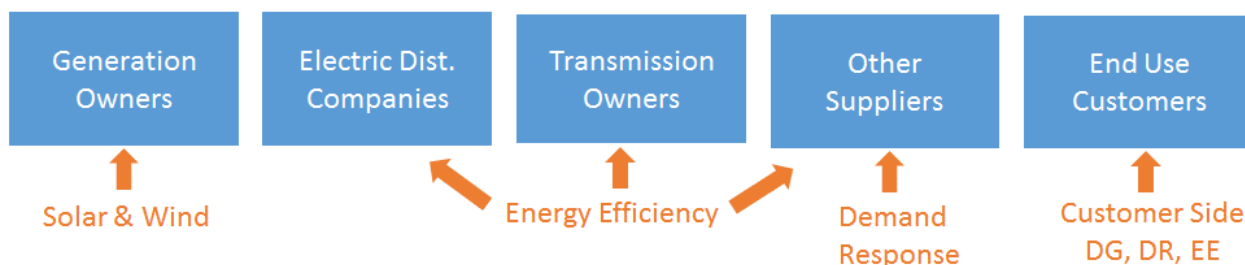 Generation
Owners
Electric Dist.
Companies
Transmission
Owners
Other
Suppliers
End Use
Customers
Solar & Wind
Energy Efficiency
Demand
Response
Customer Side
DG, DR, EE